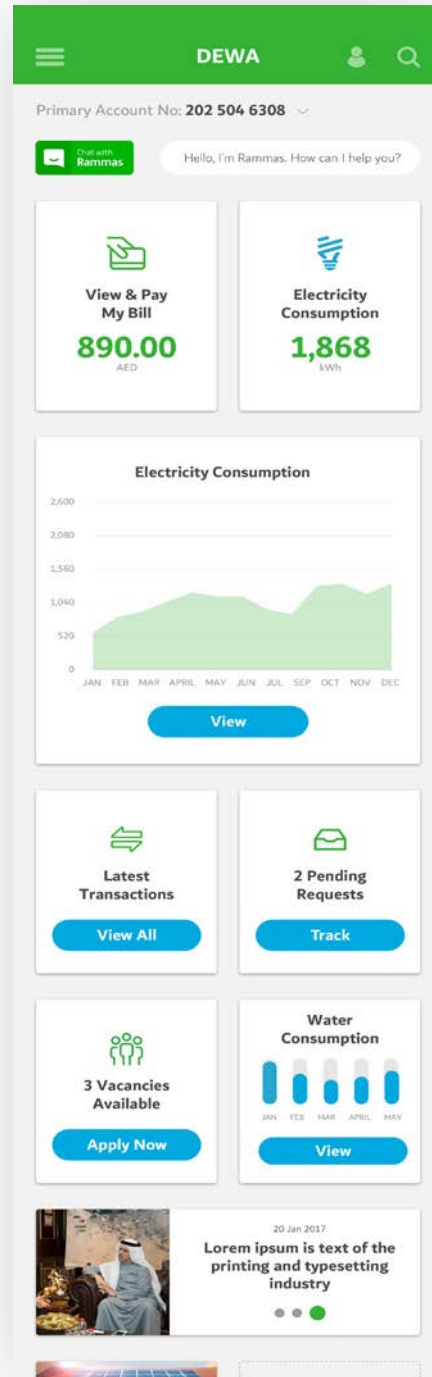 DEWA
Primary Account No: 202 504 6308
Chat with
Rammas
Hello, I'm Rammas. How can I help you?
View & Pay
My Bill
890.00
AED
Electricity
Consumption
1,868
kWh
Electricity Consumption
2,600
2,080
1,560
1,040
520
0
JAN FEB MAR APRIL MAY JUN JUL SEP OCT NOV DEC
View
Latest
Transactions
View All
2 Pending
Requests
Track
3 Vacancies
Available
Apply Now
Water
Consumption
JAN FEB MAR APRIL MAY
View
20 Jan 2017
Lorem ipsum is text of the
printing and typesetting
industry